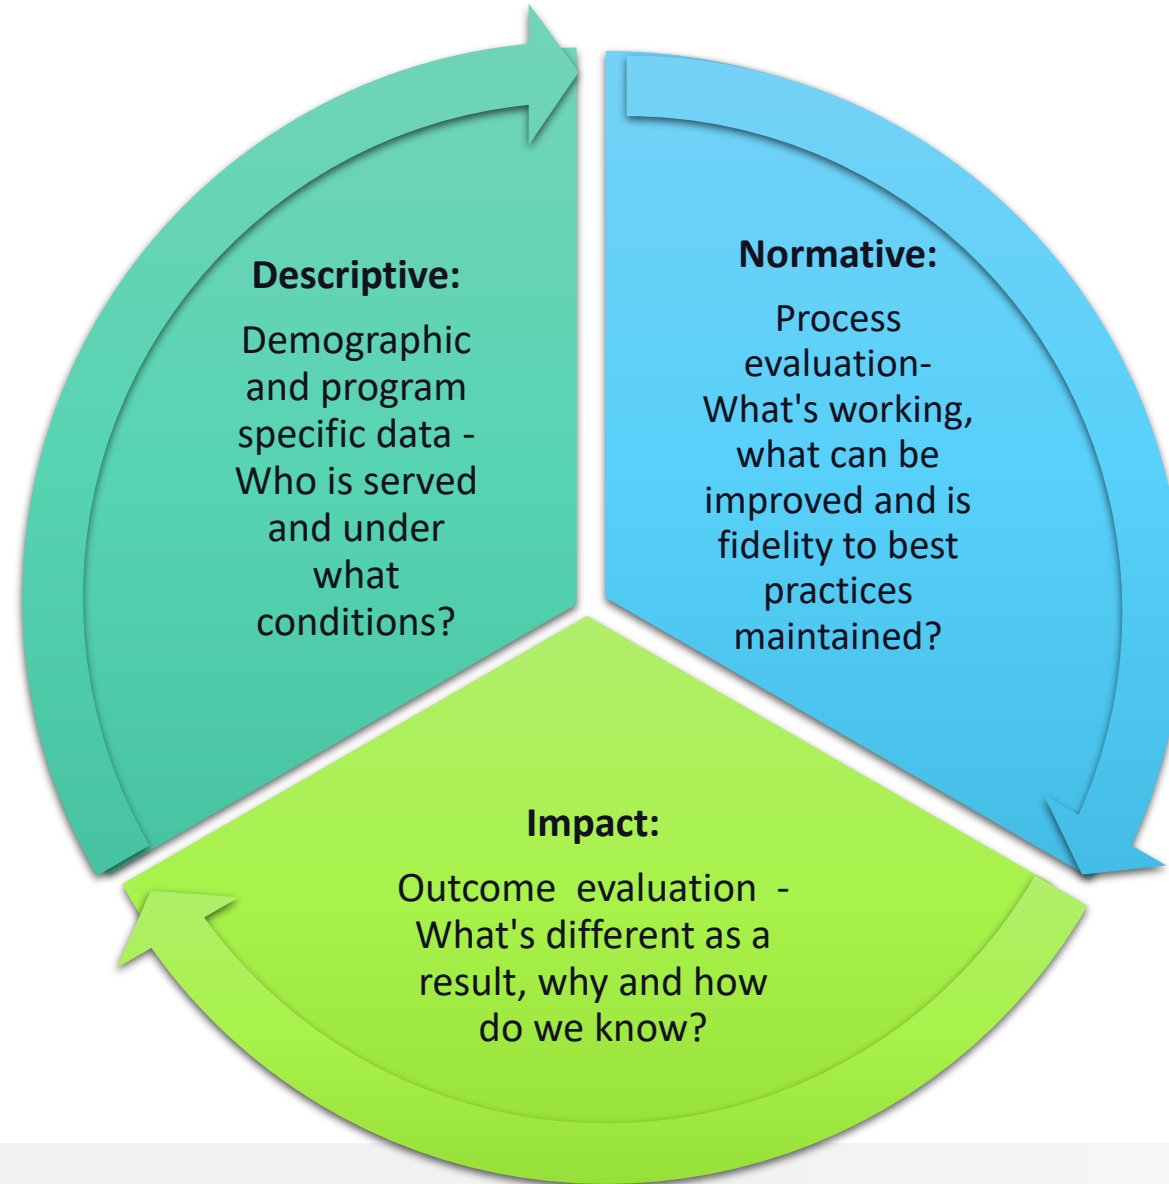 Descriptive:
Demographic
and program
specific data -
Who is served
and under
what
conditions?
Normative:
Process
evaluation-
What's working,
what can be
improved and is
fidelity to best
practices
maintained?
Impact:
Outcome  evaluation  -
What's different as a
result, why and how
do we know?